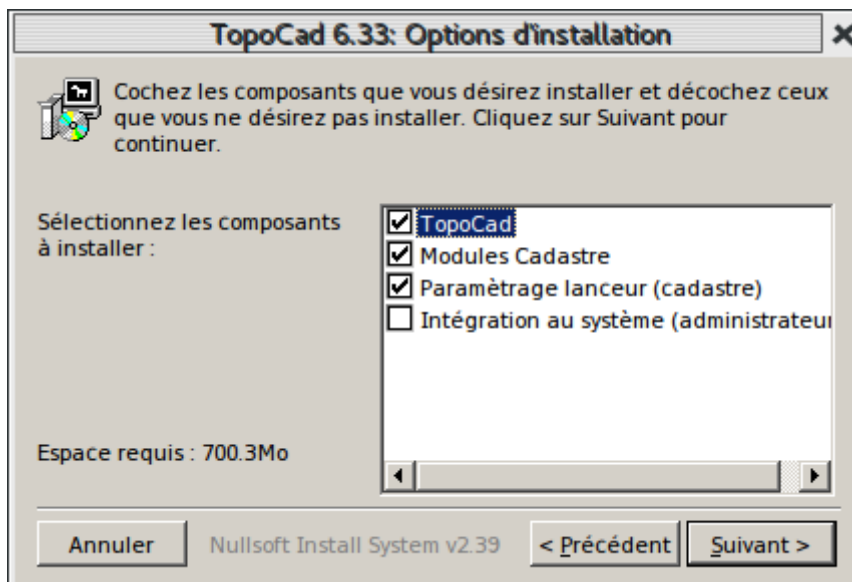 TopoCad 6.33: Options d'installation
Cochez les composants que vous désirez installer et décochez ceux
que vous ne désirez pas installer. Cliquez sur Suivant pour
continuer.
Sélectionnez les composants
à installer :
TopoCad
Modules Cadastre
Paramètrage lanceur (cadastre)
Intégration au système (administrateur
Espace requis : 700.3Mo
Annuler
Nullsoft Install System v2.39
< Précédent
Suivant >